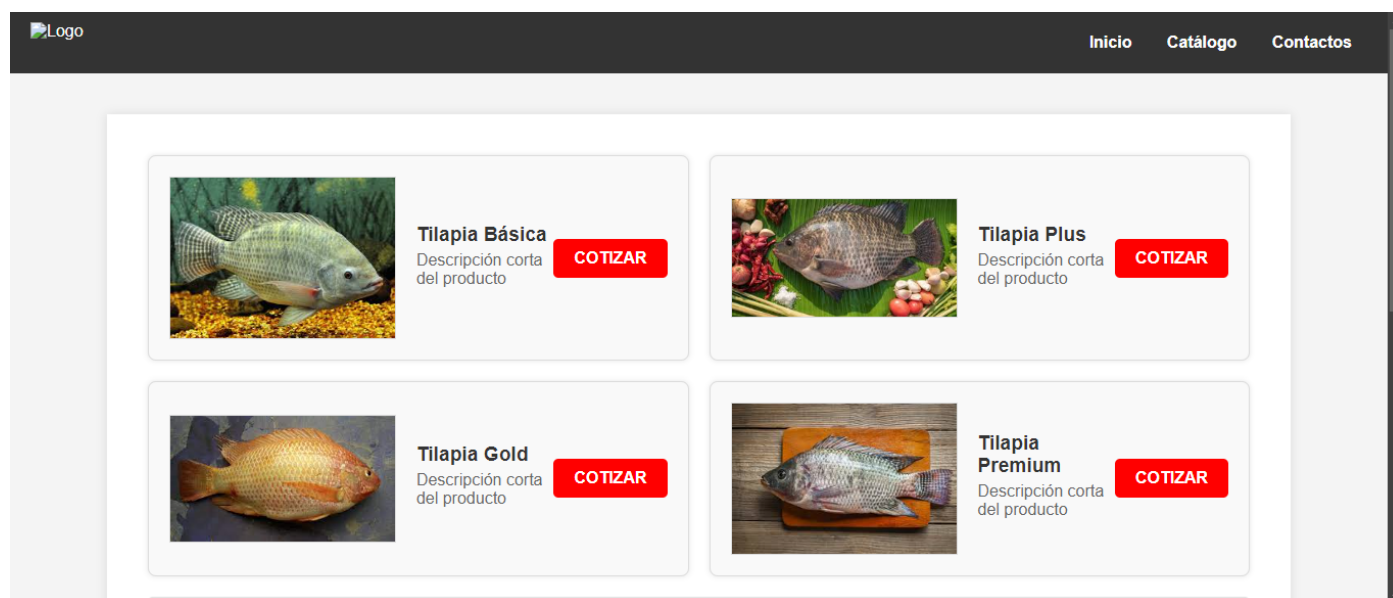 Logo
Inicio Catálogo Contactos
Tilapia Básica
Descripción corta
del producto
COTIZAR
Tilapia Plus
Descripción corta
del producto
COTIZAR
Tilapia Gold
Descripción corta
del producto
COTIZAR
Tilapia
Premium
Descripción corta
del producto
COTIZAR